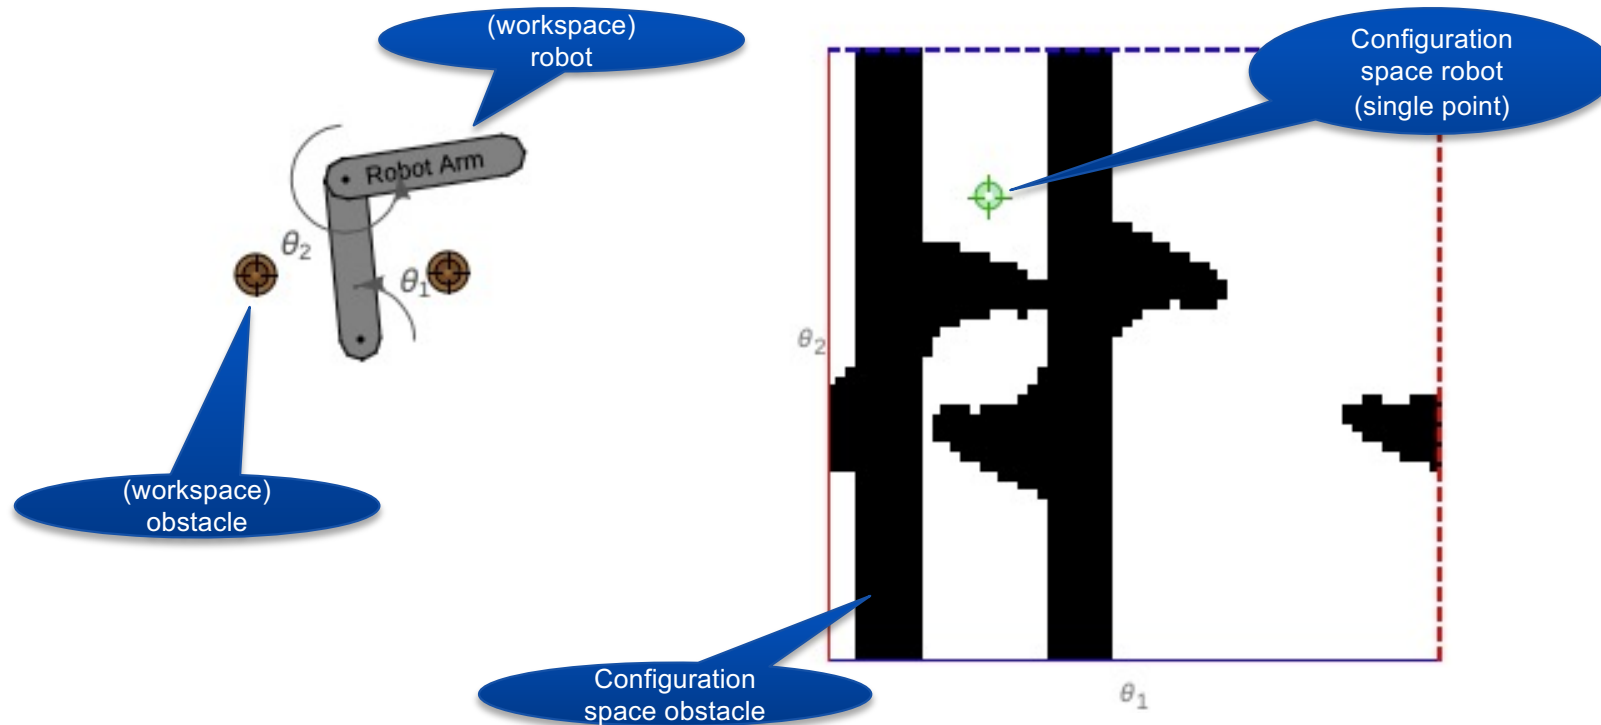 (workspace)
robot
Robot Arm
θ2
θ1
(workspace)
obstacle
Configuration
space robot
(single point)
θ2
Configuration
space obstacle
θ1